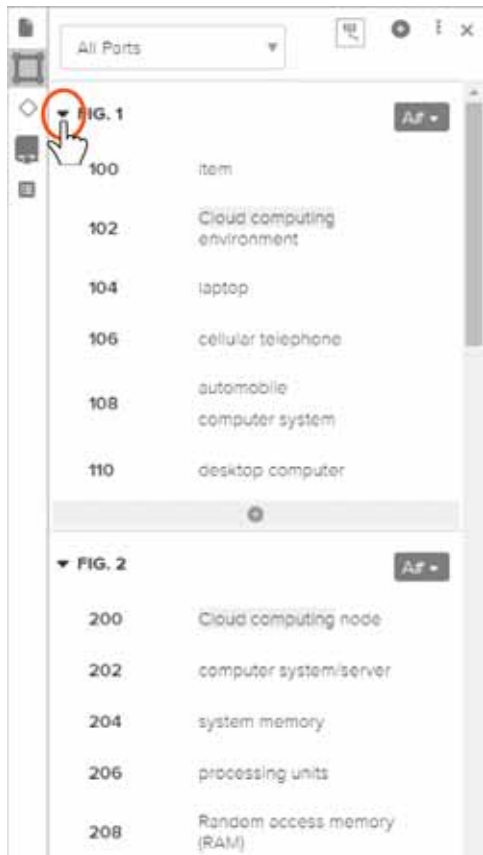 All Parts
FIG. 1
A#
100 item
102 Cloud computing
environment
104 laptop
106 cellular telephone
108 automobile
computer system
110 desktop computer
FIG. 2
A#
200 Cloud computing node
202 computer system/server
204 system memory
206 processing units
208 Random access memory
(RAM)